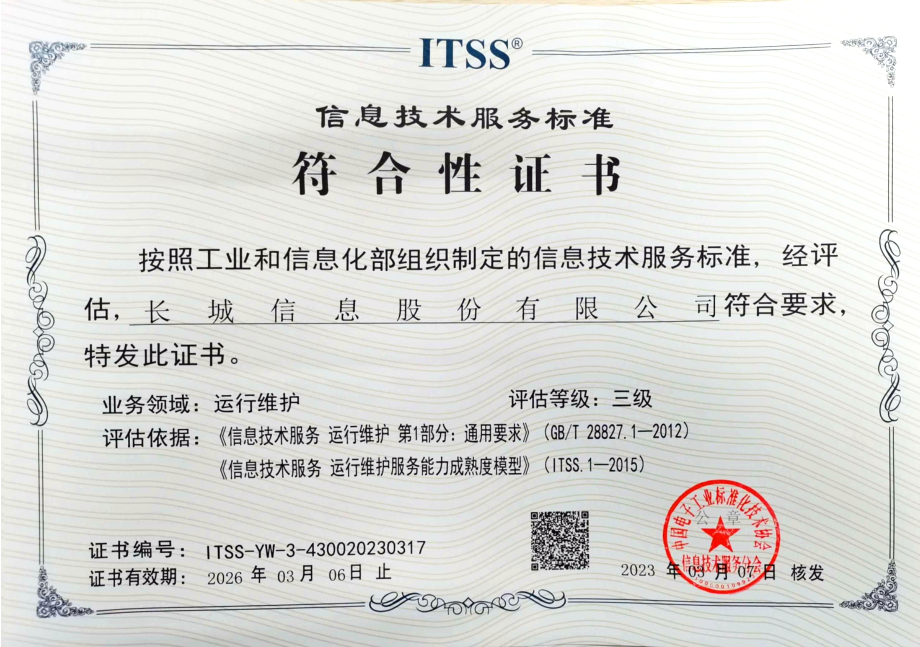 ITSS®
信息技术服务标准
符合性证书
按照工业和信息化部组织制定的信息技术服务标准，经评
估，长城信息股份有限公司符合要求，
特发此证书。
业务领域：运行维护 评估等级：三级
评估依据：《信息技术服务 运行维护 第1部分：通用要求》（GB/T 28827.1—2012）
《信息技术服务 运行维护服务能力成熟度模型》（ITSS.1—2015）
中国电子工业标准化技术协会
公章
信息技术服务分会
证书编号：ITSS-YW-3-430020230317
证书有效期：2026 年 03 月 06 日 止
2023 年 03 月 07 日 核发